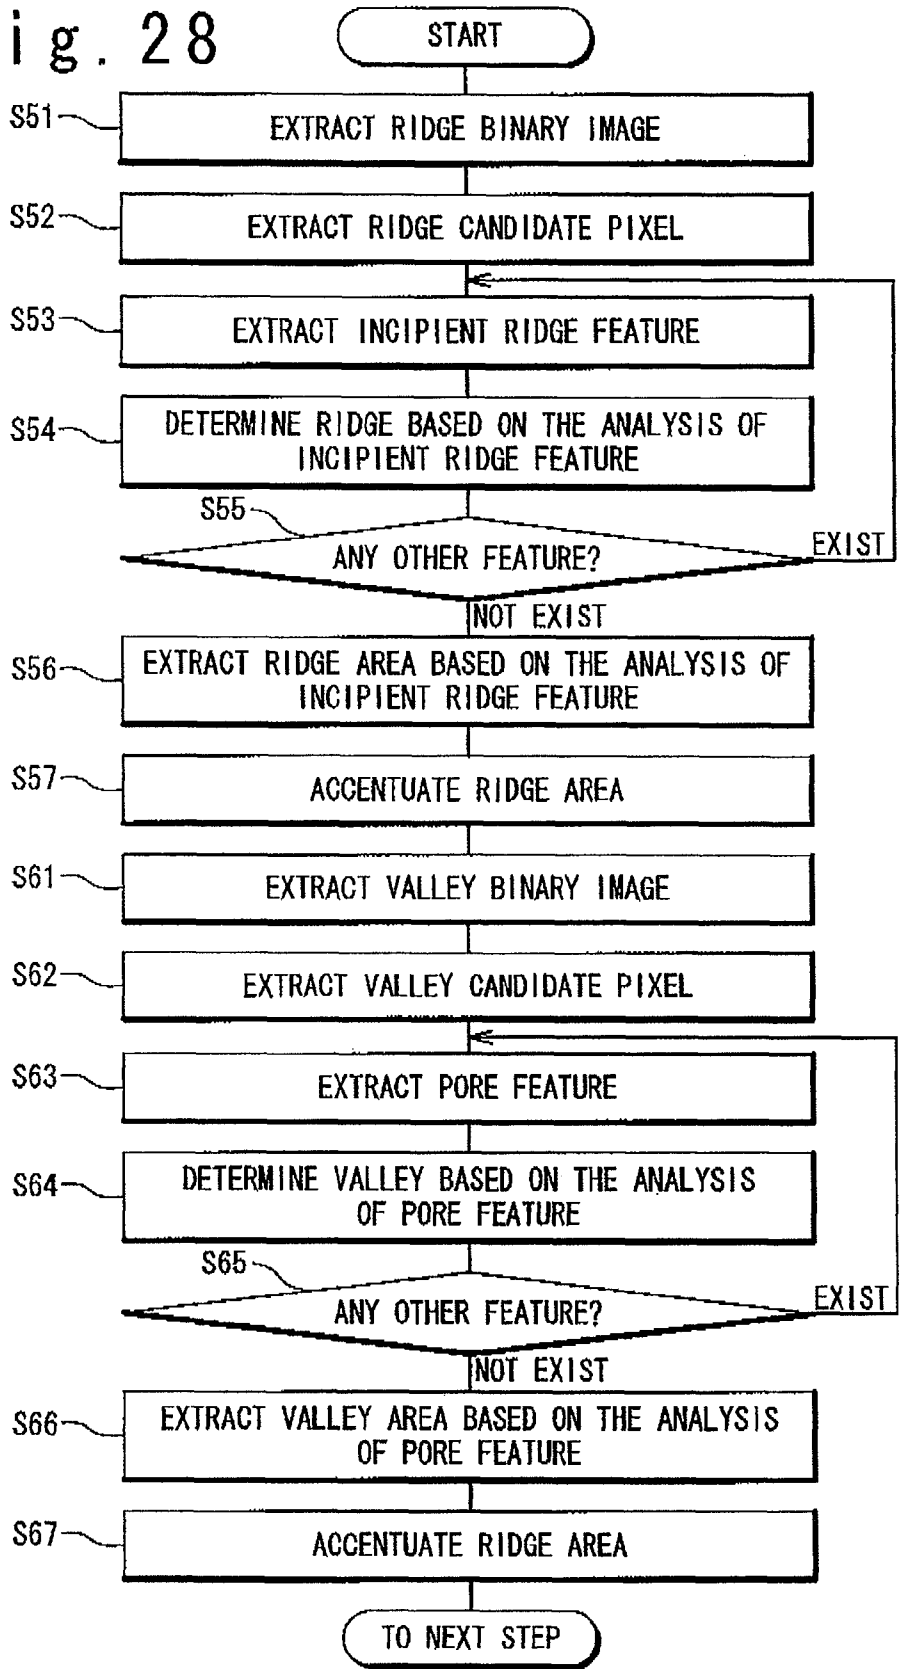 ig. 28
START
S51
EXTRACT RIDGE BINARY IMAGE
S52
EXTRACT RIDGE CANDIDATE PIXEL
S53
EXTRACT INCIPIENT RIDGE FEATURE
S54
DETERMINE RIDGE BASED ON THE ANALYSIS OF
INCIPIENT RIDGE FEATURE
S55
ANY OTHER FEATURE?
EXIST
NOT EXIST
S56
EXTRACT RIDGE AREA BASED ON THE ANALYSIS OF
INCIPIENT RIDGE FEATURE
S57
ACCENTUATE RIDGE AREA
S61
EXTRACT VALLEY BINARY IMAGE
S62
EXTRACT VALLEY CANDIDATE PIXEL
S63
EXTRACT PORE FEATURE
S64
DETERMINE VALLEY BASED ON THE ANALYSIS
OF PORE FEATURE
S65
ANY OTHER FEATURE?
EXIST
NOT EXIST
S66
EXTRACT VALLEY AREA BASED ON THE ANALYSIS
OF PORE FEATURE
S67
ACCENTUATE RIDGE AREA
TO NEXT STEP